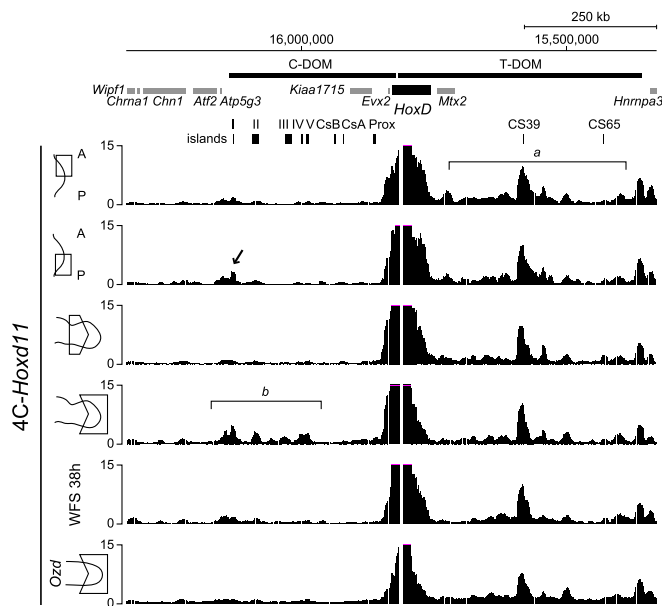 250 kb
16,000,000 15,500,000
C-DOM T-DOM
Wipf1 Kiaa1715 Evx2 Mtx2 Hnrnpa3
Chrna1 Chn1 Atf2 Atp5g3 HoxD
I II III IV V CsB CsA Prox CS39 CS65
islands
4C-Hoxd11
15
A
P
0
a
15
A
P
0
15
0
15
b
0
WFS 38h
15
0
Ozd
15
0